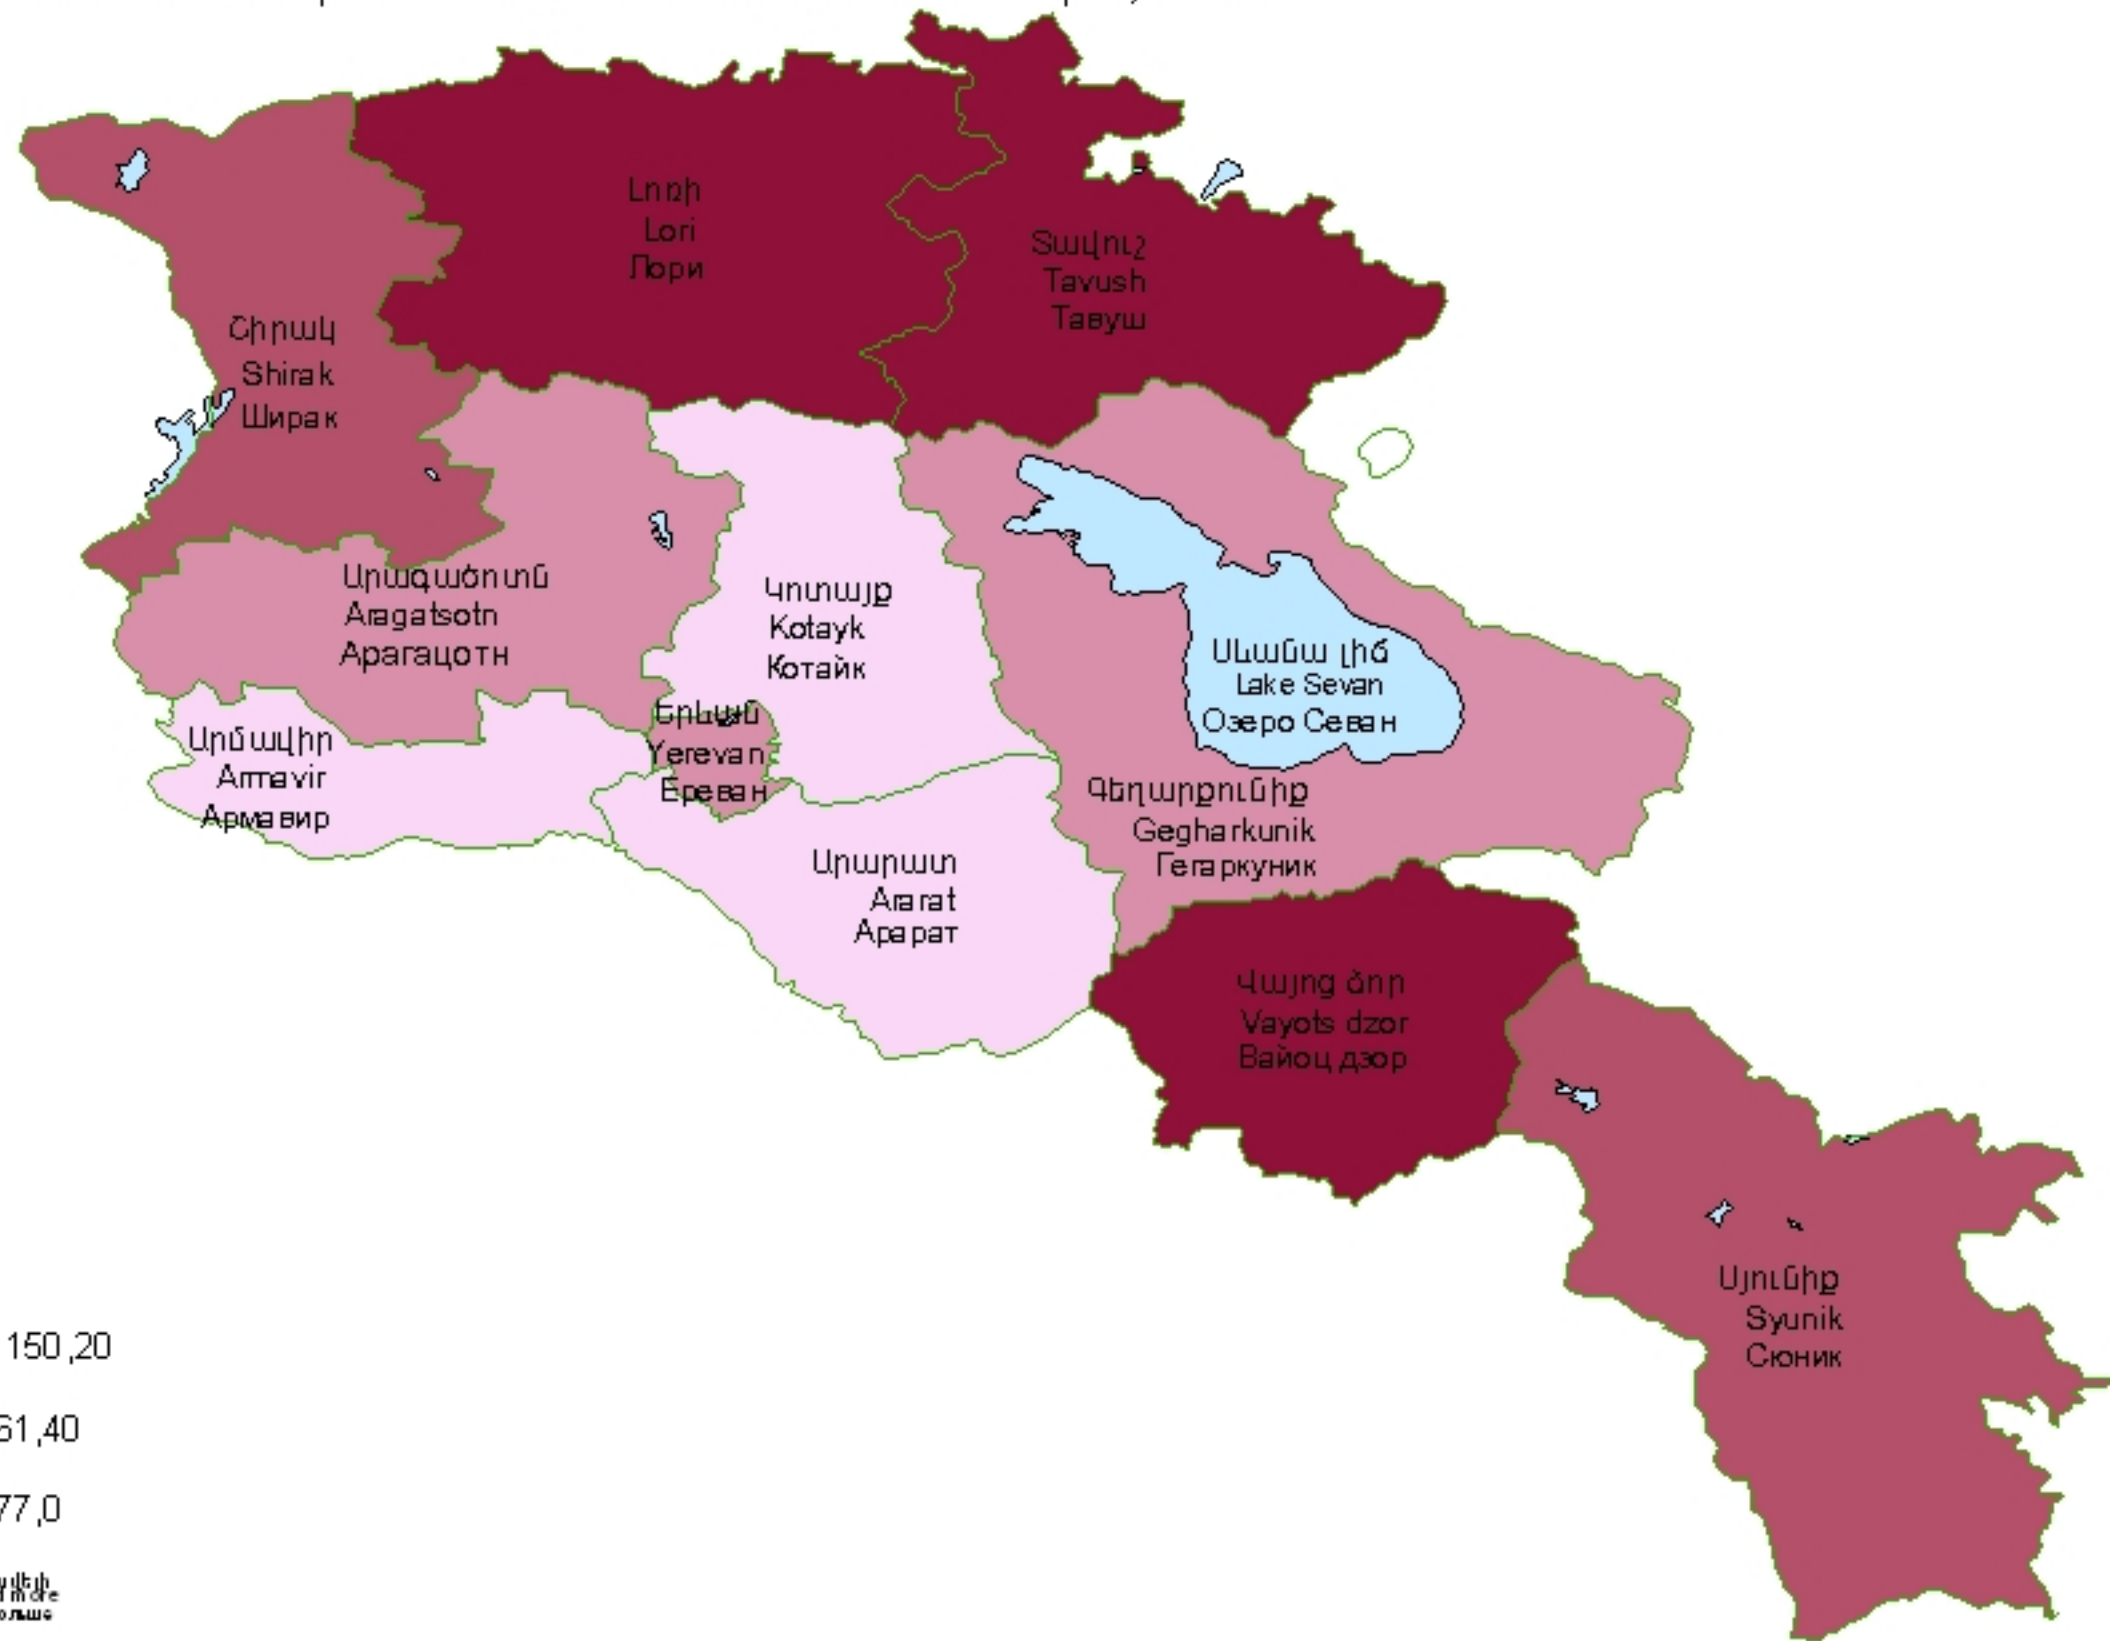 Լոռի
Lori
Лори
Տավուշ
Tavush
Тавуш
Շիրակ
Shirak
Ширак
Արագածոտն
Aragatsotn
Арагацотн
Կոտայք
Kotayk
Котайк
Սևանա լիճ
Lake Sevan
Озеро Севан
Երևան
Yerevan
Ереван
Արմավիր
Armavir
Армавир
Գեղարքունիք
Gegharkunik
Гегаркуник
Արարատ
Ararat
Арарат
Վայոց ձոր
Vayots dzor
Вайоц дзор
Սյունիք
Syunik
Сюник
150,20
61,40
77,0
more